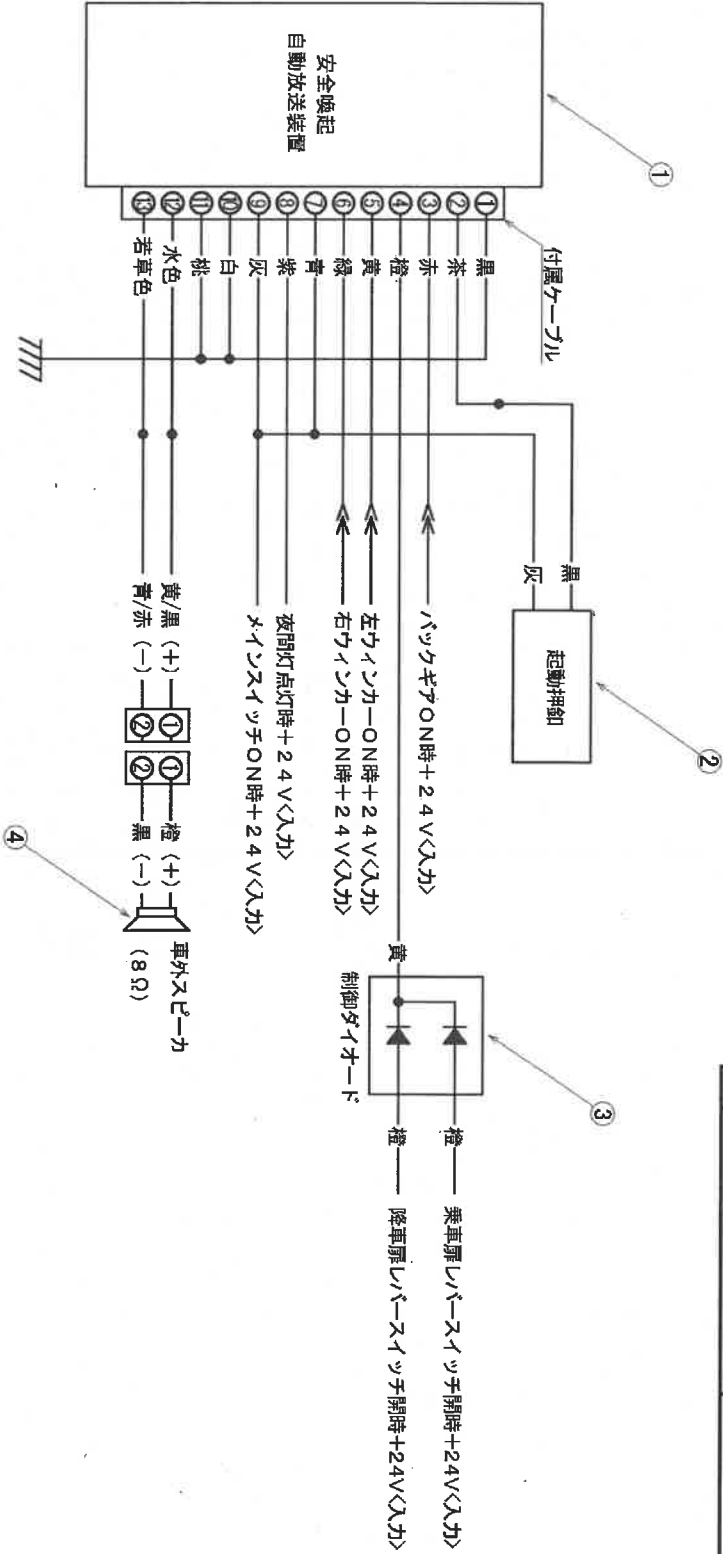 安全喚起
自動放送装置
①
付属ケーブル
① 黒
② 茶
③ 赤
④ 橙
⑤ 黄
⑥ 緑
⑦ 青
⑧ 紫
⑨ 灰
⑩ 白
⑪ 桃
⑫ 水色
⑬ 若草色
黒
灰
起動押釦
②
バックギアON時+24V<入力>
左ウィンカーON時+24V<入力>
右ウィンカーON時+24V<入力>
夜間灯点灯時+24V<入力>
メインスイッチON時+24V<入力>
黄
制御ダイオード
③
橙 乗車扉レバースイッチ開時+24V<入力>
橙 降車扉レバースイッチ開時+24V<入力>
黄/黒 (+) ① ① 橙 (+)
青/赤 (-) ② ② 黒 (-)
車外スピーカ
(8Ω)
④